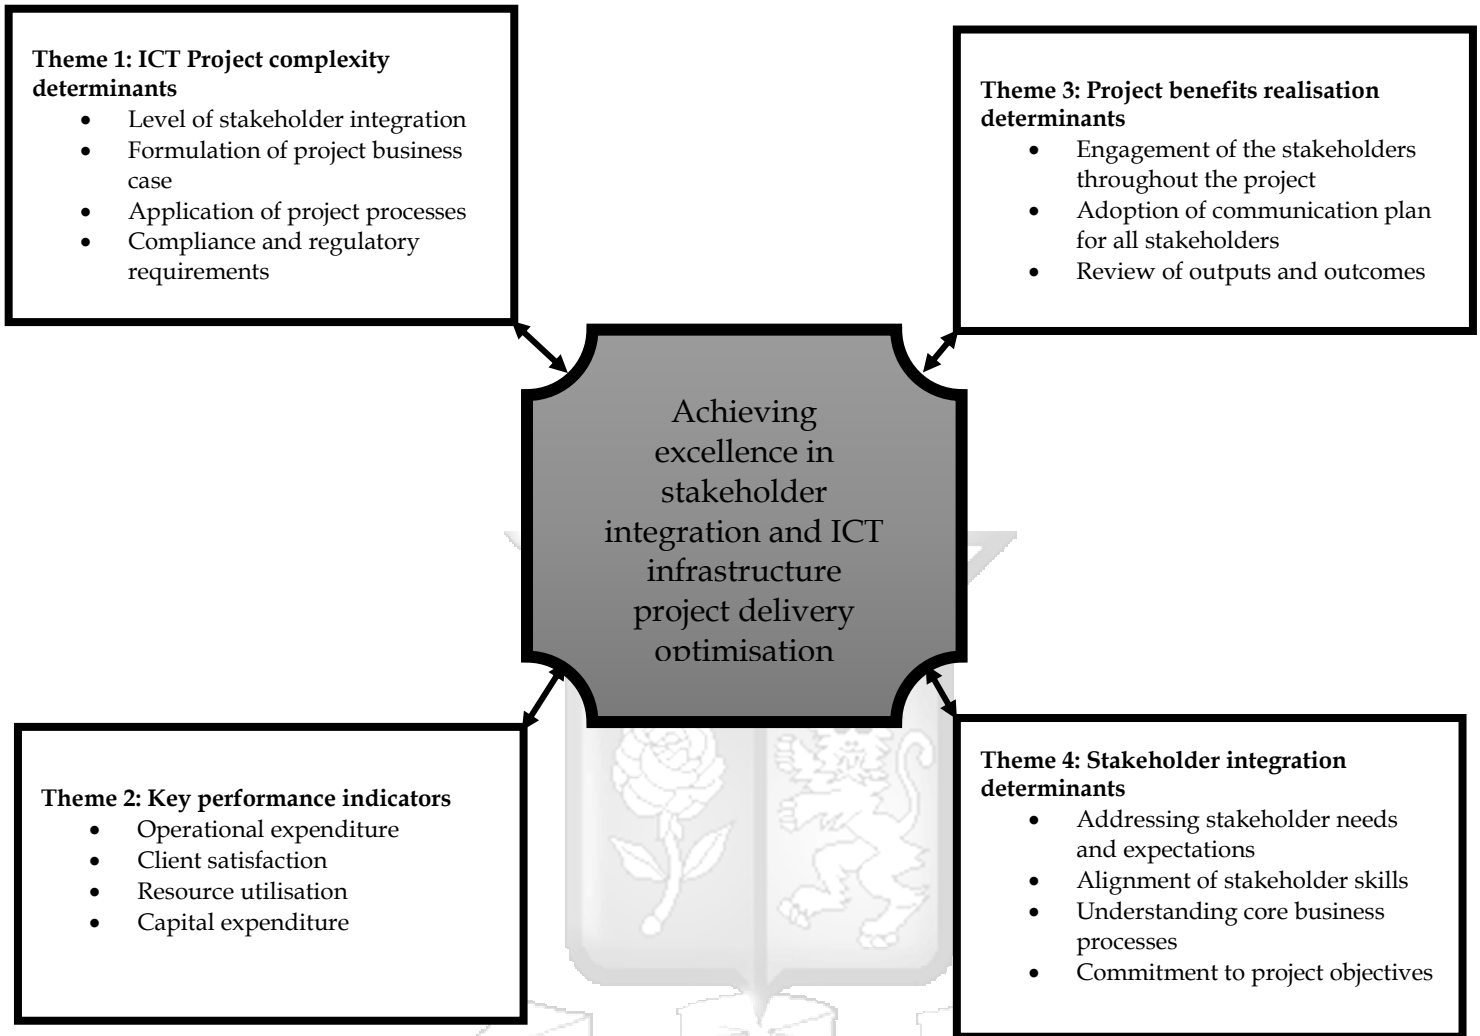 Theme 1: ICT Project complexity
determinants
• Level of stakeholder integration
• Formulation of project business
case
• Application of project processes
• Compliance and regulatory
requirements
Theme 3: Project benefits realisation
determinants
• Engagement of the stakeholders
throughout the project
• Adoption of communication plan
for all stakeholders
• Review of outputs and outcomes
Achieving
excellence in
stakeholder
integration and ICT
infrastructure
project delivery
optimisation
Theme 2: Key performance indicators
• Operational expenditure
• Client satisfaction
• Resource utilisation
• Capital expenditure
Theme 4: Stakeholder integration
determinants
• Addressing stakeholder needs
and expectations
• Alignment of stakeholder skills
• Understanding core business
processes
• Commitment to project objectives